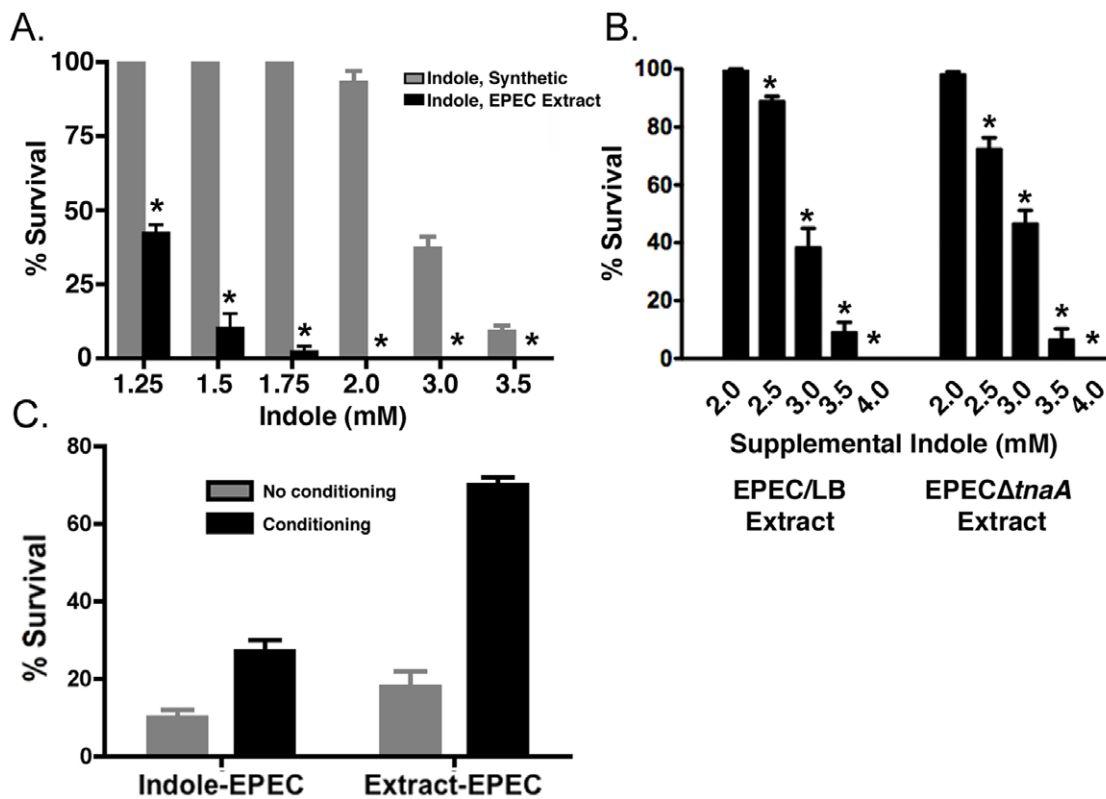 A.
100
75
50
25
0
% Survival
Indole, Synthetic
Indole, EPEC Extract
*
*
*
*
*
*
1.25 1.5 1.75 2.0 3.0 3.5
Indole (mM)
B.
100
80
60
40
20
0
% Survival
*
*
*
*
*
*
*
*
2.0 2.5 3.0 3.5 4.0 2.0 2.5 3.0 3.5 4.0
Supplemental Indole (mM)
EPEC/LB EPECΔtnaA
Extract Extract
C.
80
60
40
20
0
% Survival
No conditioning
Conditioning
Indole-EPEC Extract-EPEC